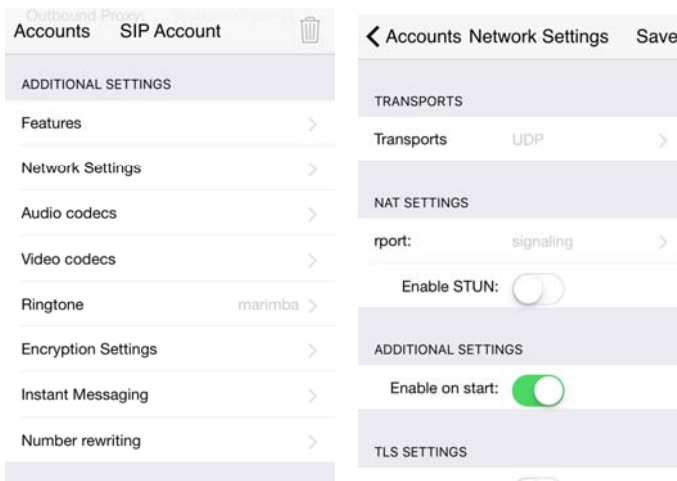 Outbound Proxy:
Accounts SIP Account
ADDITIONAL SETTINGS
Features
Network Settings
Audio codecs
Video codecs
Ringtone marimba
Encryption Settings
Instant Messaging
Number rewriting
Accounts Network Settings Save
TRANSPORTS
Transports UDP
NAT SETTINGS
rport: signaling
Enable STUN:
ADDITIONAL SETTINGS
Enable on start:
TLS SETTINGS